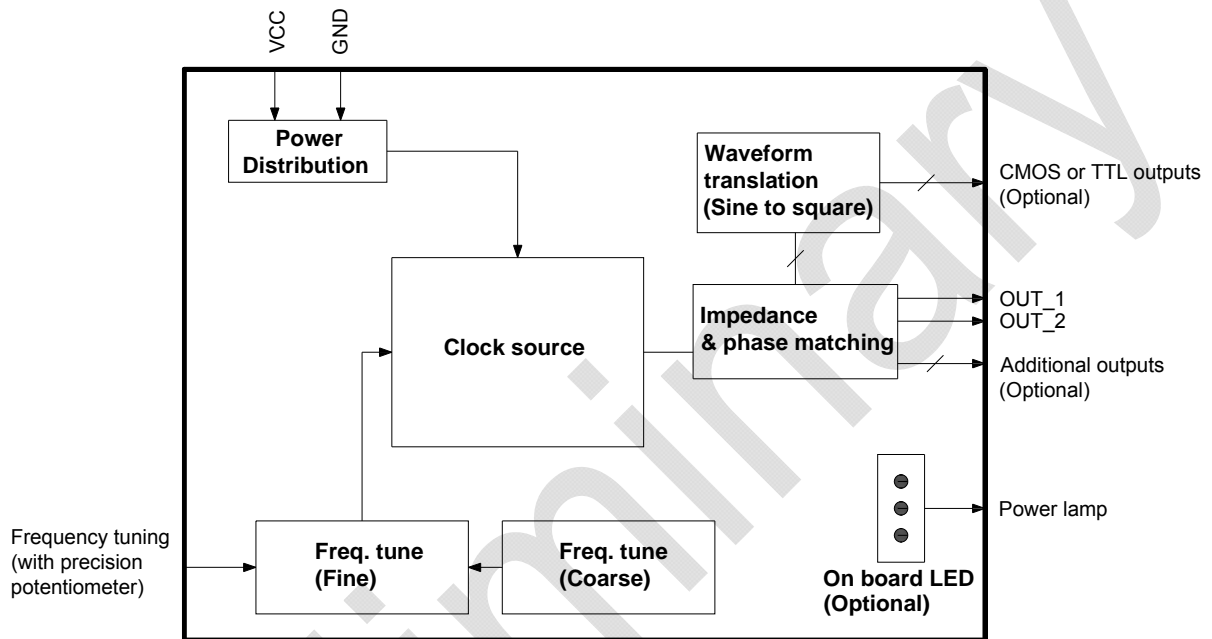 VCC
GND
Power
Distribution
Waveform
translation
(Sine to square)
CMOS or TTL outputs
(Optional)
Clock source
Impedance
& phase matching
OUT_1
OUT_2
Additional outputs
(Optional)
Power lamp
On board LED
(Optional)
Frequency tuning
(with precision
potentiometer)
Freq. tune
(Fine)
Freq. tune
(Coarse)